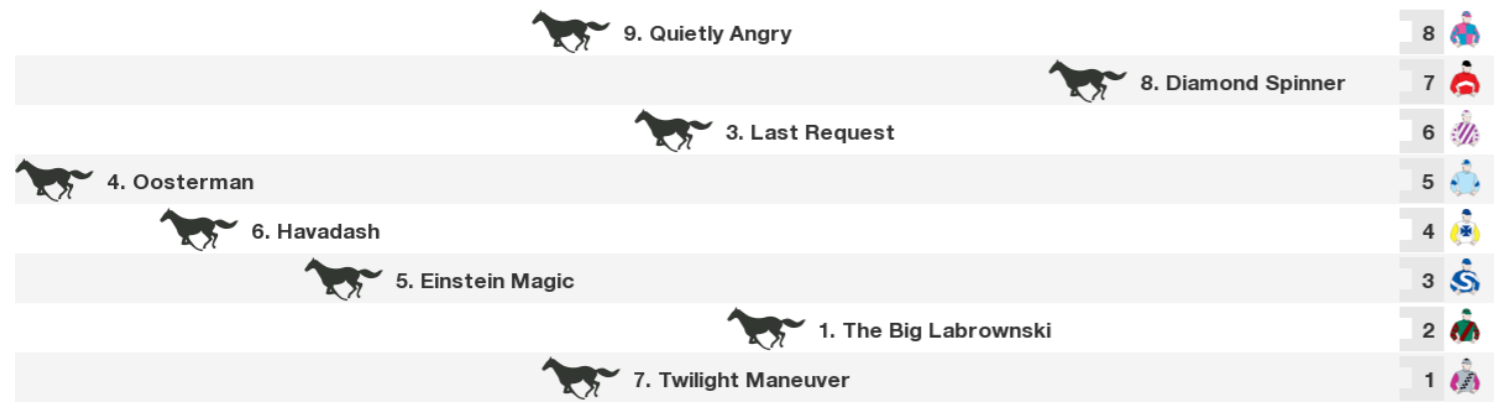 9. Quietly Angry 8
8. Diamond Spinner 7
3. Last Request 6
4. Oosterman 5
6. Havadash 4
5. Einstein Magic 3
1. The Big Labrownski 2
7. Twilight Maneuver 1